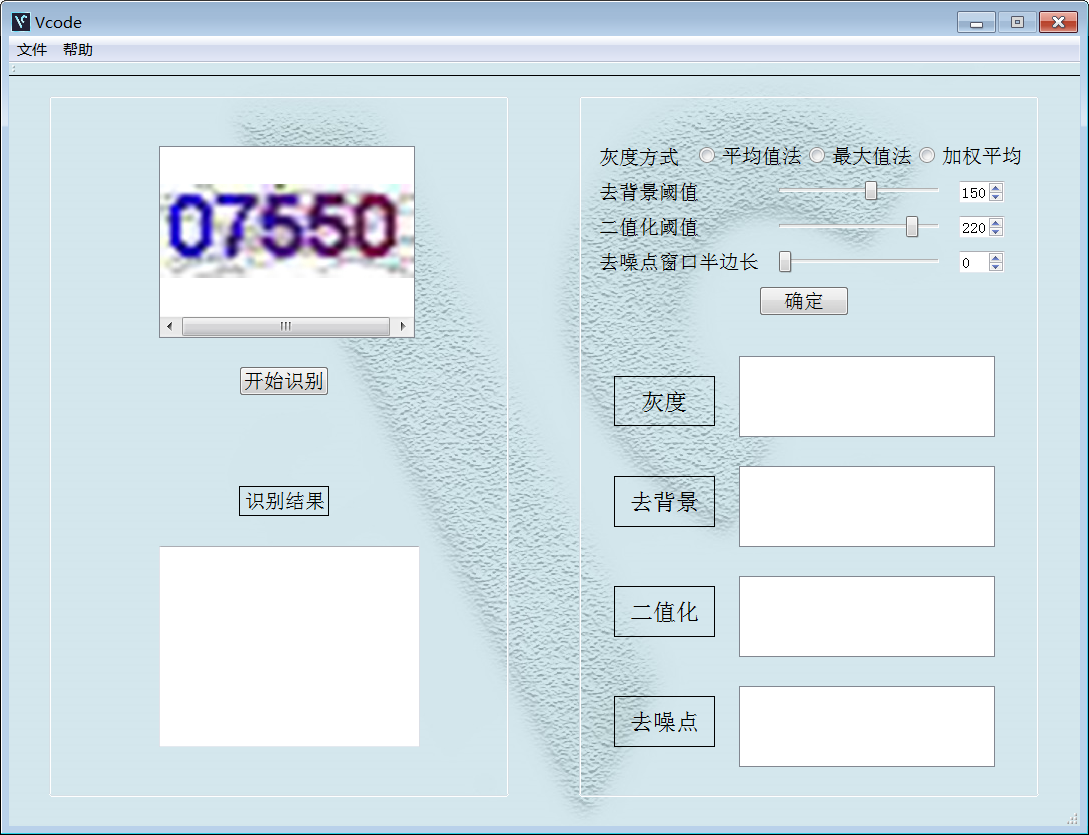 Vcode
文件 帮助
07550
开始识别
识别结果
灰度方式 平均值法 最大值法 加权平均
去背景阈值 150
二值化阈值 220
去噪点窗口半边长 0
确定
灰度
去背景
二值化
去噪点